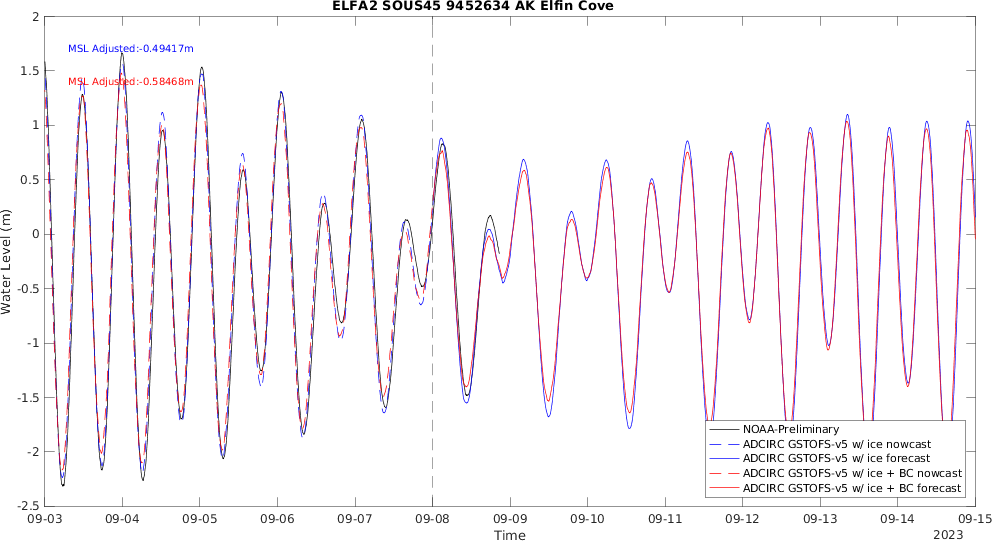 ELFA2 SOUS45 9452634 AK Elfin Cove
MSL Adjusted:-0.49417m
MSL Adjusted:-0.58468m
2
1.5
1
0.5
0
-0.5
-1
-1.5
-2
-2.5
Water Level (m)
NOAA-Preliminary
ADCIRC GSTOFS-v5 w/ ice nowcast
ADCIRC GSTOFS-v5 w/ ice forecast
ADCIRC GSTOFS-v5 w/ ice + BC nowcast
ADCIRC GSTOFS-v5 w/ ice + BC forecast
09-03 09-04 09-05 09-06 09-07 09-08 09-09 09-10 09-11 09-12 09-13 09-14 09-15
Time
2023